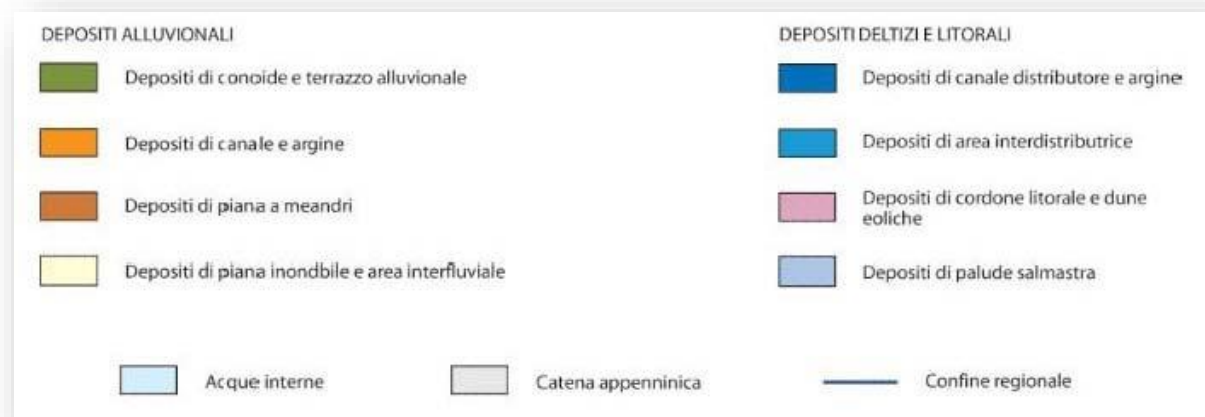 DEPOSITI ALLUVIONALI
Depositi di conoide e terrazzo alluvionale
Depositi di canale e argine
Depositi di piana a meandri
Depositi di piana inondbile e area interfluviale
DEPOSITI DELTIZI E LITORALI
Depositi di canale distributore e argine
Depositi di area interdistributrice
Depositi di cordone litorale e dune
eoliche
Depositi di palude salmastra
Acque interne
Catena appenninica
Confine regionale